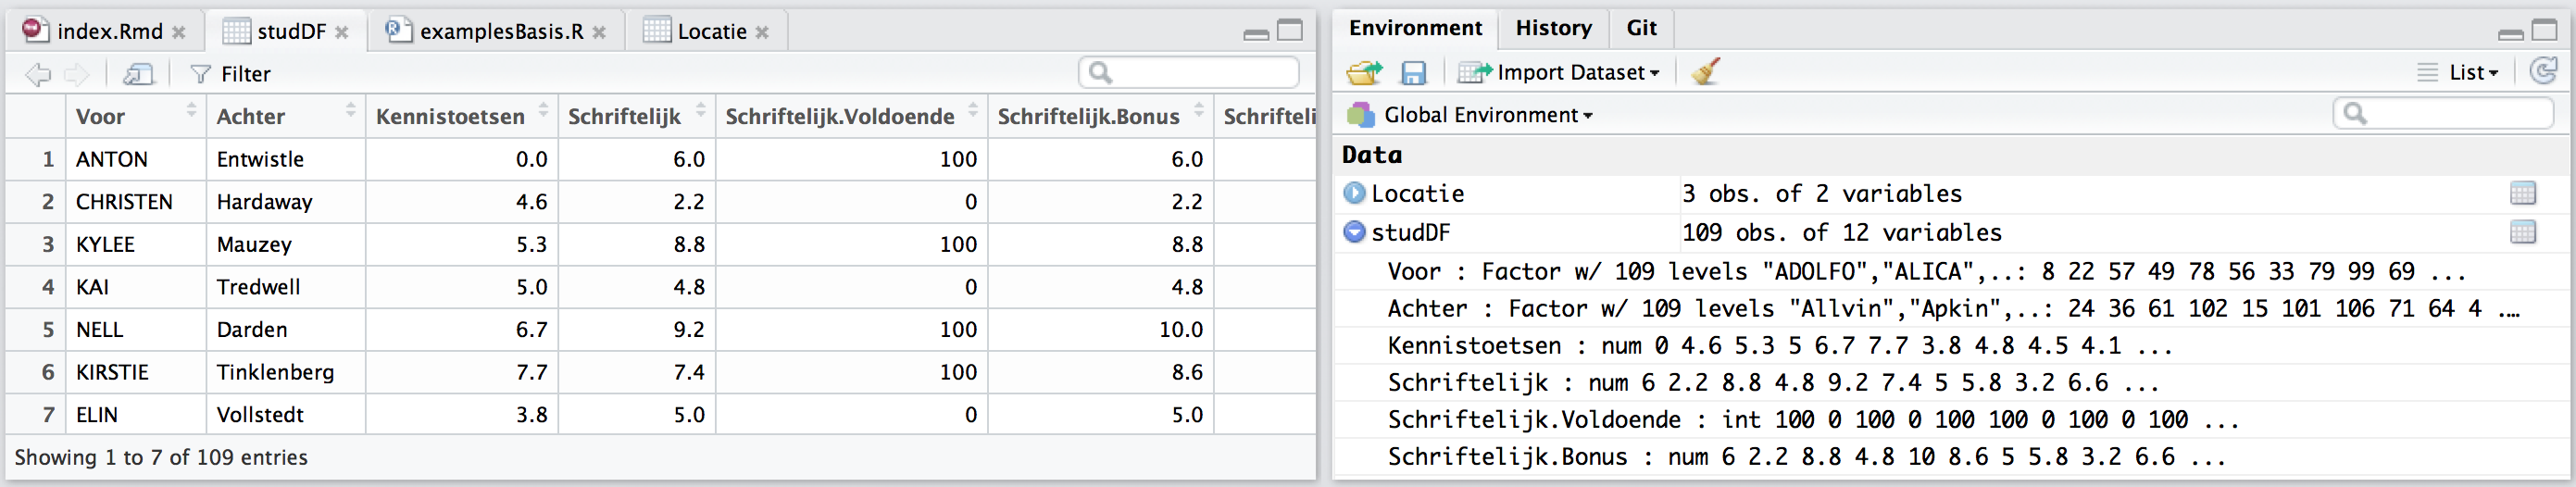 index.Rmd studDF examplesBasis.R Locatie
Filter
Voor Achter Kennistoetsen Schriftelijk Schriftelijk.Voldoende Schriftelijk.Bonus Schrifteli
1 ANTON Entwistle 0.0 6.0 100 6.0
2 CHRISTEN Hardaway 4.6 2.2 0 2.2
3 KYLEE Mauzey 5.3 8.8 100 8.8
4 KAI Tredwell 5.0 4.8 0 4.8
5 NELL Darden 6.7 9.2 100 10.0
6 KIRSTIE Tinklenberg 7.7 7.4 100 8.6
7 ELIN Vollstedt 3.8 5.0 0 5.0
Showing 1 to 7 of 109 entries
Environment History Git
Import Dataset List
Global Environment
Data
Locatie 3 obs. of 2 variables
studDF 109 obs. of 12 variables
Voor : Factor w/ 109 levels "ADOLFO","ALICA",..: 8 22 57 49 78 56 33 79 99 69 ...
Achter : Factor w/ 109 levels "Allvin","Apkin",..: 24 36 61 102 15 101 106 71 64 4 ...
Kennistoetsen : num 0 4.6 5.3 5 6.7 7.7 3.8 4.8 4.5 4.1 ...
Schriftelijk : num 6 2.2 8.8 4.8 9.2 7.4 5 5.8 3.2 6.6 ...
Schriftelijk.Voldoende : int 100 0 100 0 100 100 0 100 0 100 ...
Schriftelijk.Bonus : num 6 2.2 8.8 4.8 10 8.6 5 5.8 3.2 6.6 ...